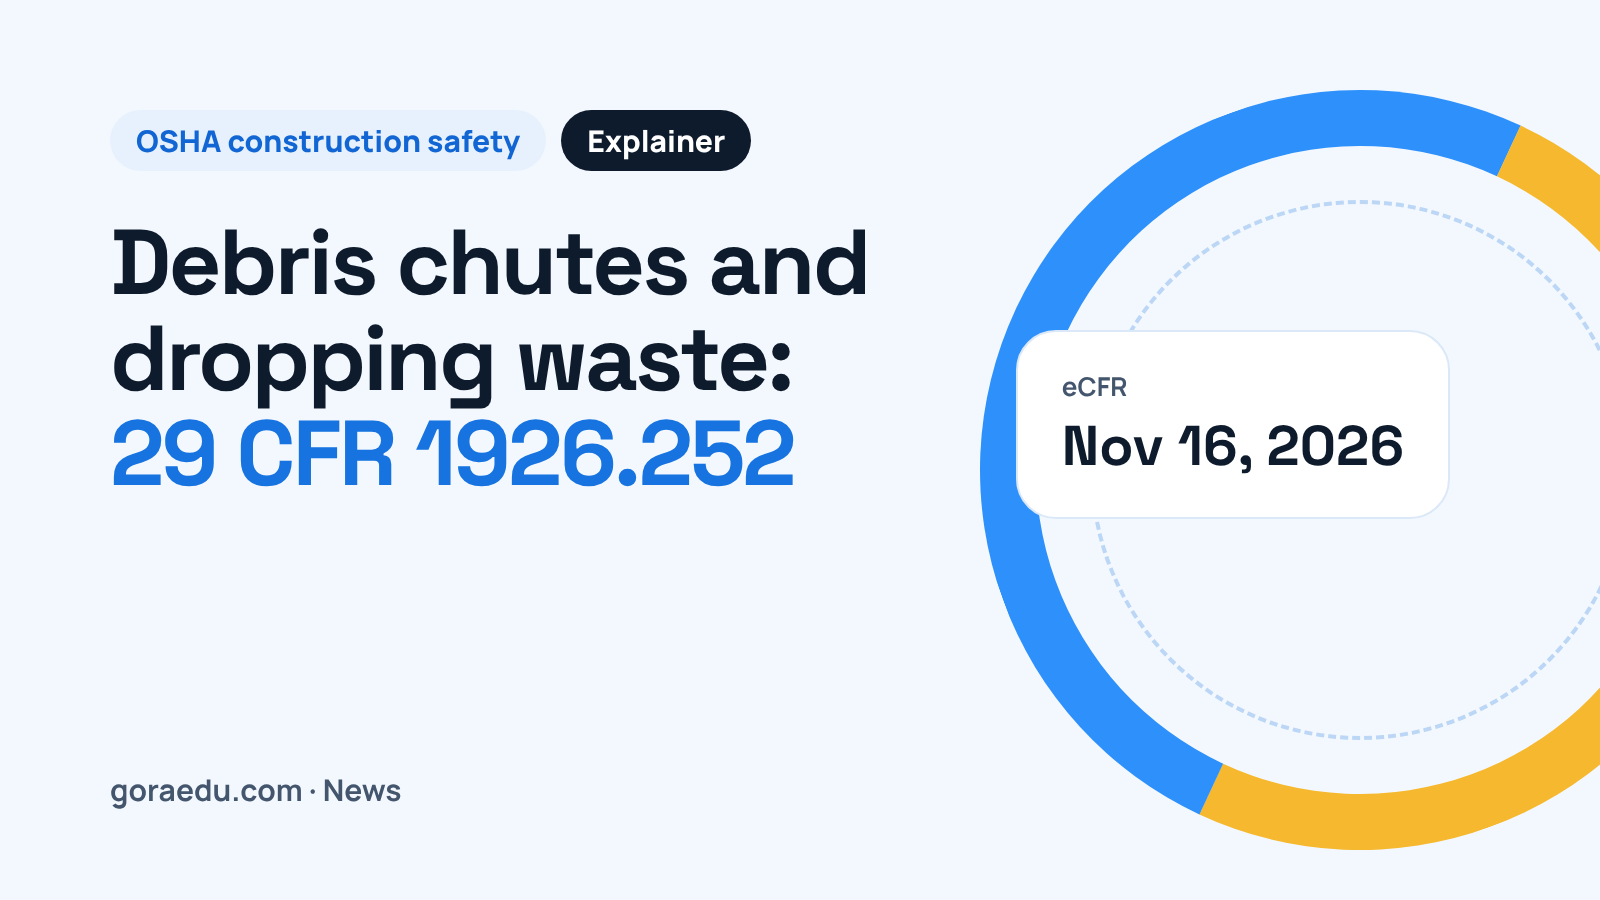 OSHA construction safety
Explainer
Debris chutes and
dropping waste:
29 CFR 1926.252
eCFR
Nov 16, 2026
goraedu.com · News